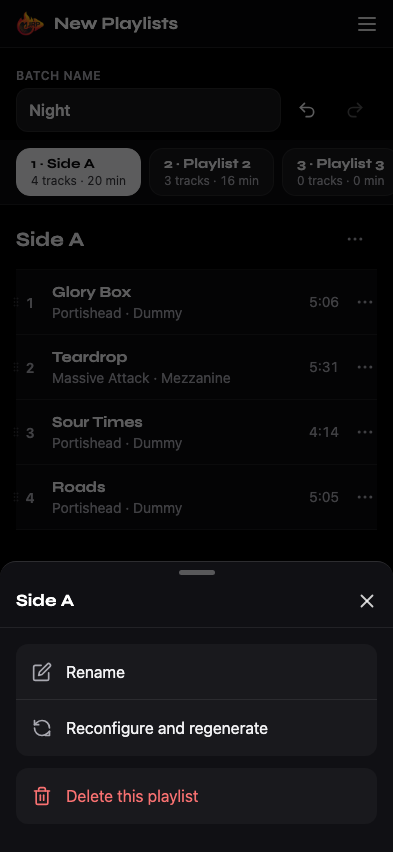 New Playlists
BATCH NAME
Night
1 · Side A
4 tracks · 20 min
2 · Playlist 2
3 tracks · 16 min
3 · Playlist 3
0 tracks · 0 min
Side A
1
Glory Box
Portishead · Dummy
5:06
2
Teardrop
Massive Attack · Mezzanine
5:31
3
Sour Times
Portishead · Dummy
4:14
4
Roads
Portishead · Dummy
5:05
Side A
Rename
Reconfigure and regenerate
Delete this playlist